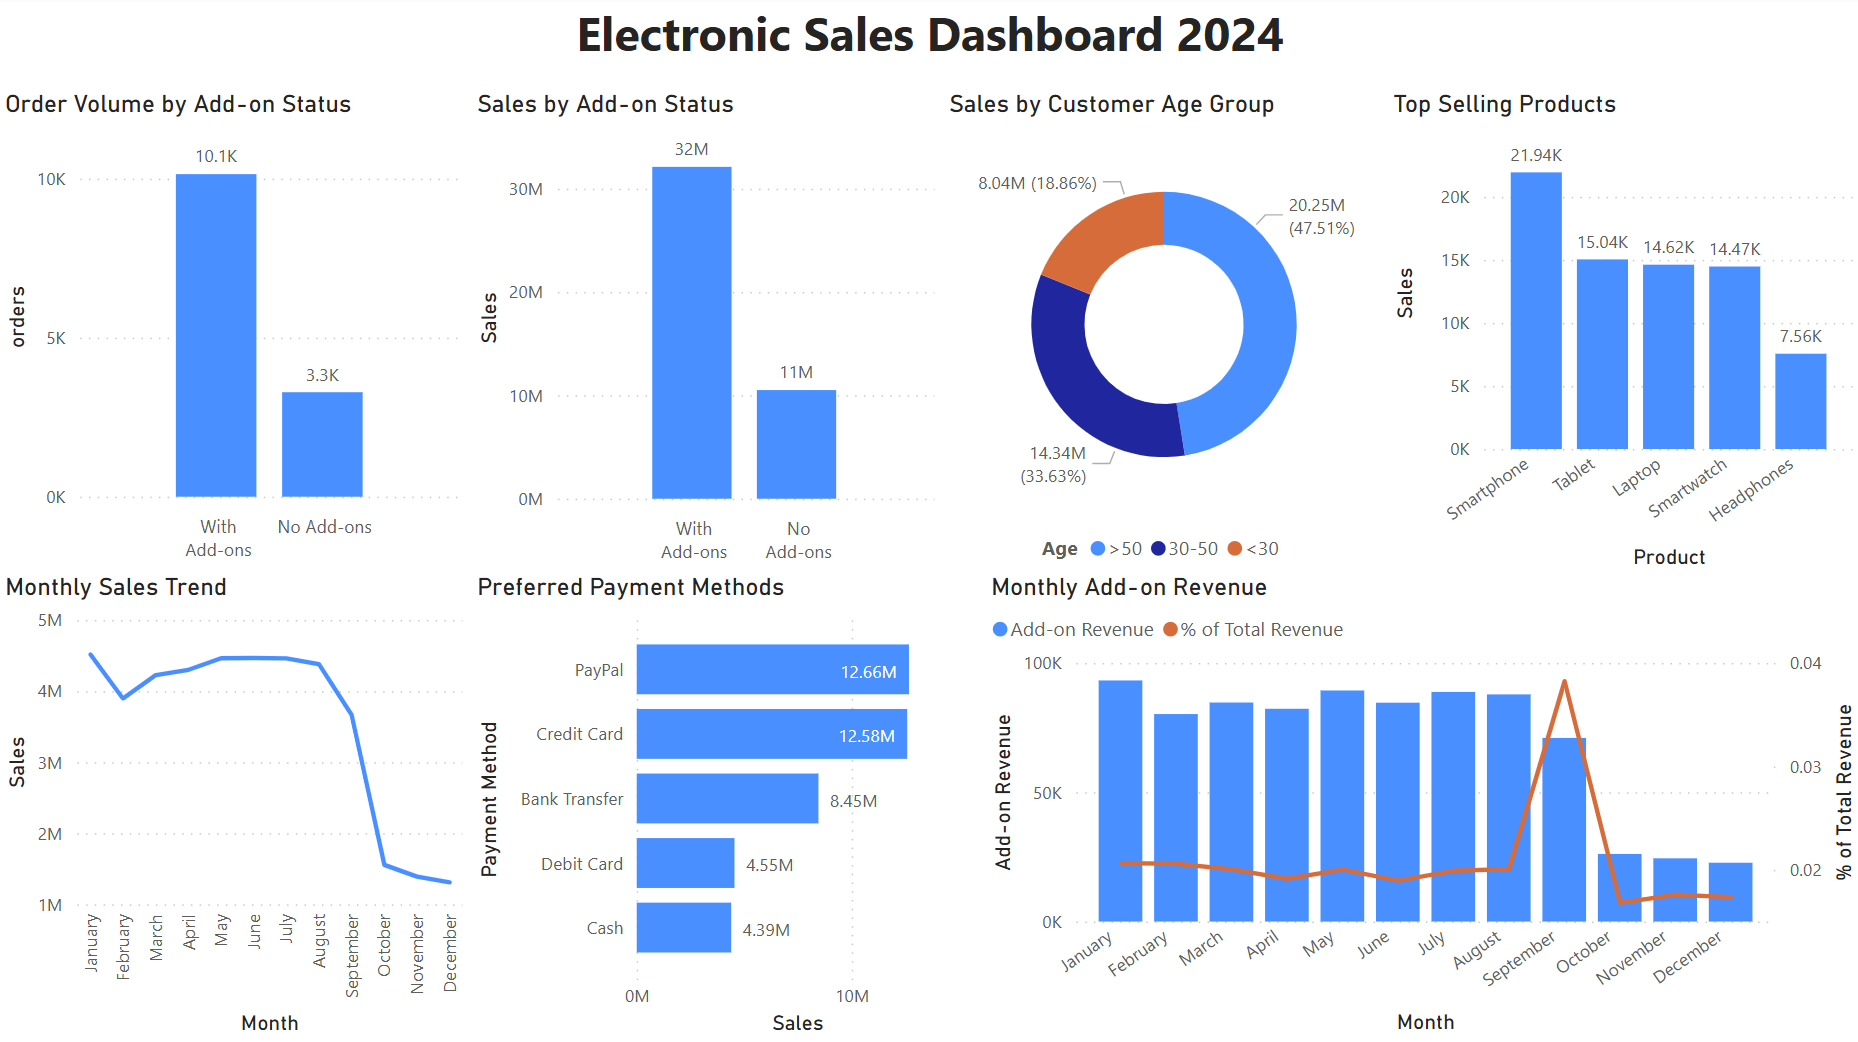 Electronic Sales Dashboard 2024
Order Volume by Add-on Status
orders
10K
5K
0K
10.1K
3.3K
With
Add-ons
No Add-ons
Sales by Add-on Status
Sales
30M
20M
10M
0M
32M
11M
With
Add-ons
No
Add-ons
Sales by Customer Age Group
8.04M (18.86%)
20.25M
(47.51%)
14.34M
(33.63%)
Age >50 30-50 <30
Top Selling Products
Sales
20K
15K
10K
5K
0K
21.94K
15.04K
14.62K
14.47K
7.56K
Smartphone
Tablet
Laptop
Smartwatch
Headphones
Product
Monthly Sales Trend
Sales
5M
4M
3M
2M
1M
January
February
March
April
May
June
July
August
September
October
November
December
Month
Preferred Payment Methods
Payment Method
PayPal 12.66M
Credit Card 12.58M
Bank Transfer 8.45M
Debit Card 4.55M
Cash 4.39M
0M 10M
Sales
Monthly Add-on Revenue
Add-on Revenue % of Total Revenue
Add-on Revenue
100K
50K
0K
0.04
0.03
0.02
% of Total Revenue
January
February
March
April
May
June
July
August
September
October
November
December
Month